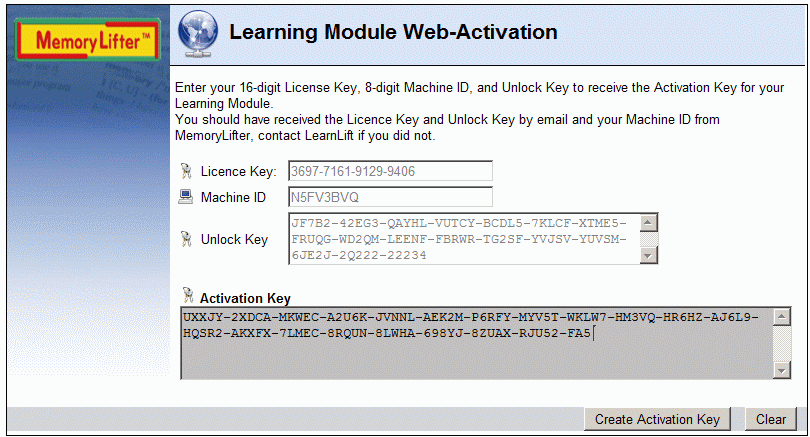 MemoryLifter™
Learning Module Web-Activation
Enter your 16-digit License Key, 8-digit Machine ID, and Unlock Key to receive the Activation Key for your
Learning Module.
You should have received the Licence Key and Unlock Key by email and your Machine ID from
MemoryLifter, contact LearnLift if you did not.
Licence Key: 3697-7161-9129-9406
Machine ID N5FV3BVQ
JF7B2-42EG3-QAYHL-VUTCY-BCDL5-7KLCF-XTME5-
Unlock Key FRUQG-WD2QM-LEENF-FBRWR-TG2SF-YVJSV-YUVSM-
6JE2J-2Q222-22234
Activation Key
UXXJY-2XDCA-MKWEC-A2U6K-JVNNL-AEK2M-P6RFY-MYV5T-WKLW7-HM3VQ-HR6HZ-AJ6L9-
HQSR2-AKXFX-7LMEC-8RQUN-8LWHA-698YJ-8ZUAX-RJU52-FA5
Create Activation Key Clear